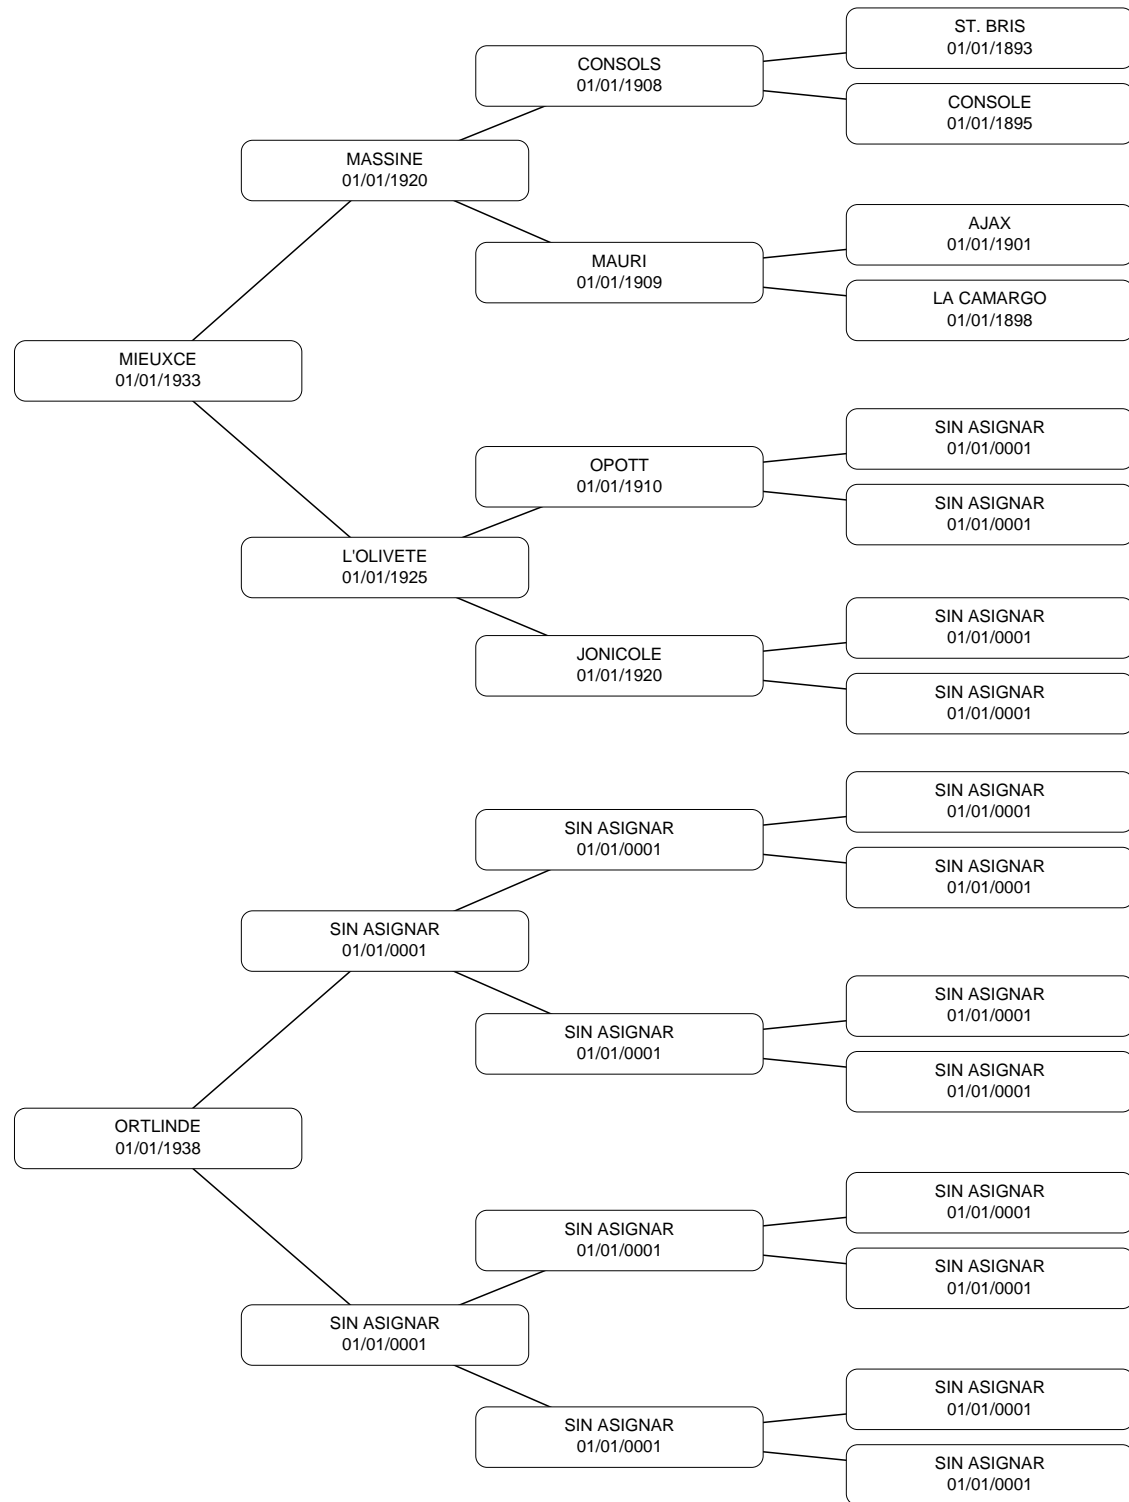 ST. BRIS
01/01/1893
CONSOLS
01/01/1908
CONSOLE
01/01/1895
MASSINE
01/01/1920
AJAX
01/01/1901
MAURI
01/01/1909
LA CAMARGO
01/01/1898
MIEUXCE
01/01/1933
SIN ASIGNAR
01/01/0001
OPOTT
01/01/1910
SIN ASIGNAR
01/01/0001
L'OLIVETE
01/01/1925
SIN ASIGNAR
01/01/0001
JONICOLE
01/01/1920
SIN ASIGNAR
01/01/0001
SIN ASIGNAR
01/01/0001
SIN ASIGNAR
01/01/0001
SIN ASIGNAR
01/01/0001
SIN ASIGNAR
01/01/0001
SIN ASIGNAR
01/01/0001
SIN ASIGNAR
01/01/0001
SIN ASIGNAR
01/01/0001
ORTLINDE
01/01/1938
SIN ASIGNAR
01/01/0001
SIN ASIGNAR
01/01/0001
SIN ASIGNAR
01/01/0001
SIN ASIGNAR
01/01/0001
SIN ASIGNAR
01/01/0001
SIN ASIGNAR
01/01/0001
SIN ASIGNAR
01/01/0001